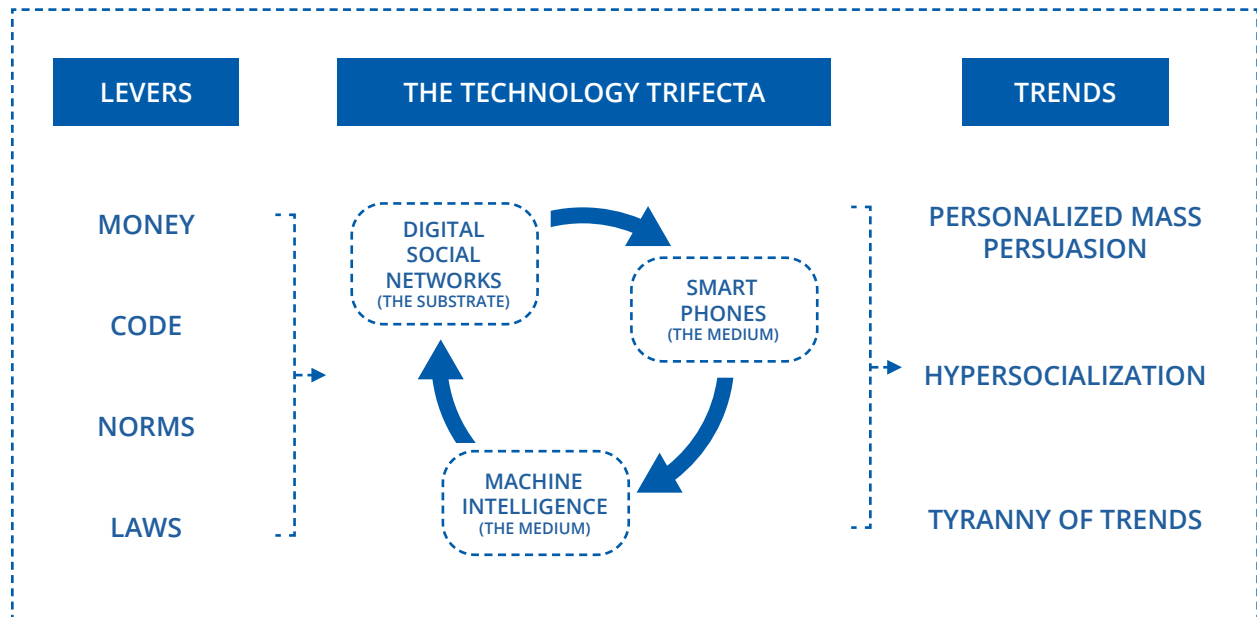 LEVERS
THE TECHNOLOGY TRIFECTA
TRENDS
MONEY
CODE
NORMS
LAWS
DIGITAL
SOCIAL
NETWORKS
(THE SUBSTRATE)
SMART
PHONES
(THE MEDIUM)
MACHINE
INTELLIGENCE
(THE MEDIUM)
PERSONALIZED MASS
PERSUASION
HYPERSOCIALIZATION
TYRANNY OF TRENDS